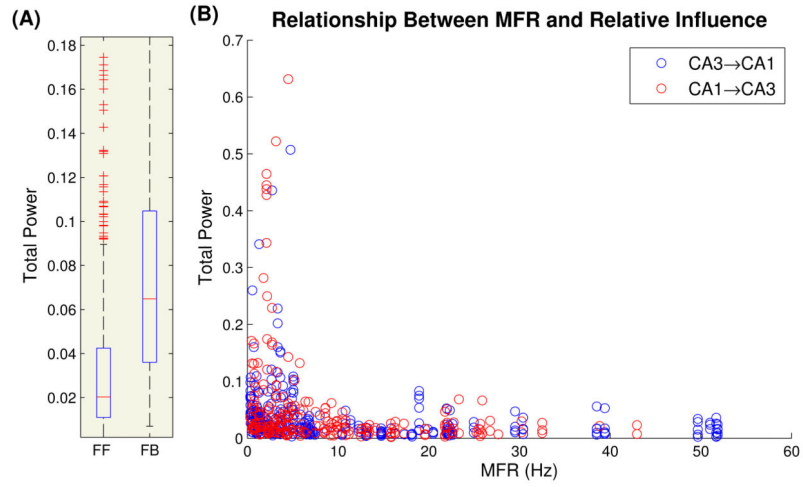 (A)
Total Power
0.18
0.16
0.14
0.12
0.1
0.08
0.06
0.04
0.02
FF FB
(B)
Relationship Between MFR and Relative Influence
Total Power
0.7
0.6
0.5
0.4
0.3
0.2
0.1
0
CA3→CA1
CA1→CA3
0 10 20 30 40 50 60
MFR (Hz)